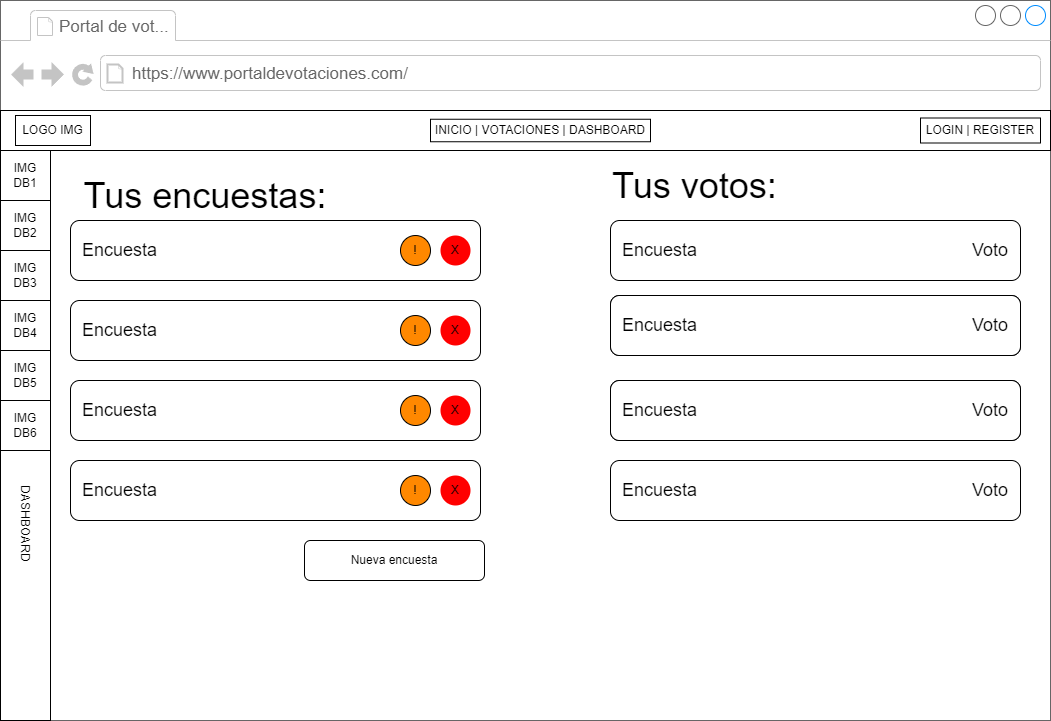 Portal de vot...
https://www.portaldevotaciones.com/
LOGO IMG
INICIO | VOTACIONES | DASHBOARD
LOGIN | REGISTER
IMG
DB1
IMG
DB2
IMG
DB3
IMG
DB4
IMG
DB5
IMG
DB6
DASHBOARD
Tus encuestas:
Encuesta ! X
Encuesta ! X
Encuesta ! X
Encuesta ! X
Nueva encuesta
Tus votos:
Encuesta Voto
Encuesta Voto
Encuesta Voto
Encuesta Voto